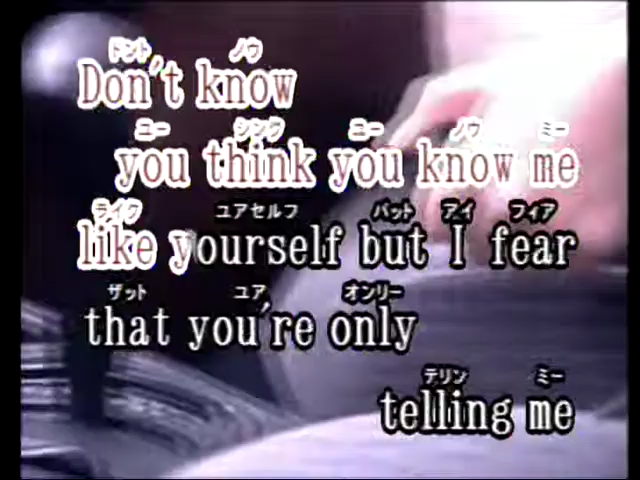 ドント ノウ
Don't know
ユー シンク ユー ノウ ミー
you think you know me
ライク ユアセルフ バット アイ フィア
like yourself but I fear
ザット ユア オンリー
that you're only
テリン ミー
telling me